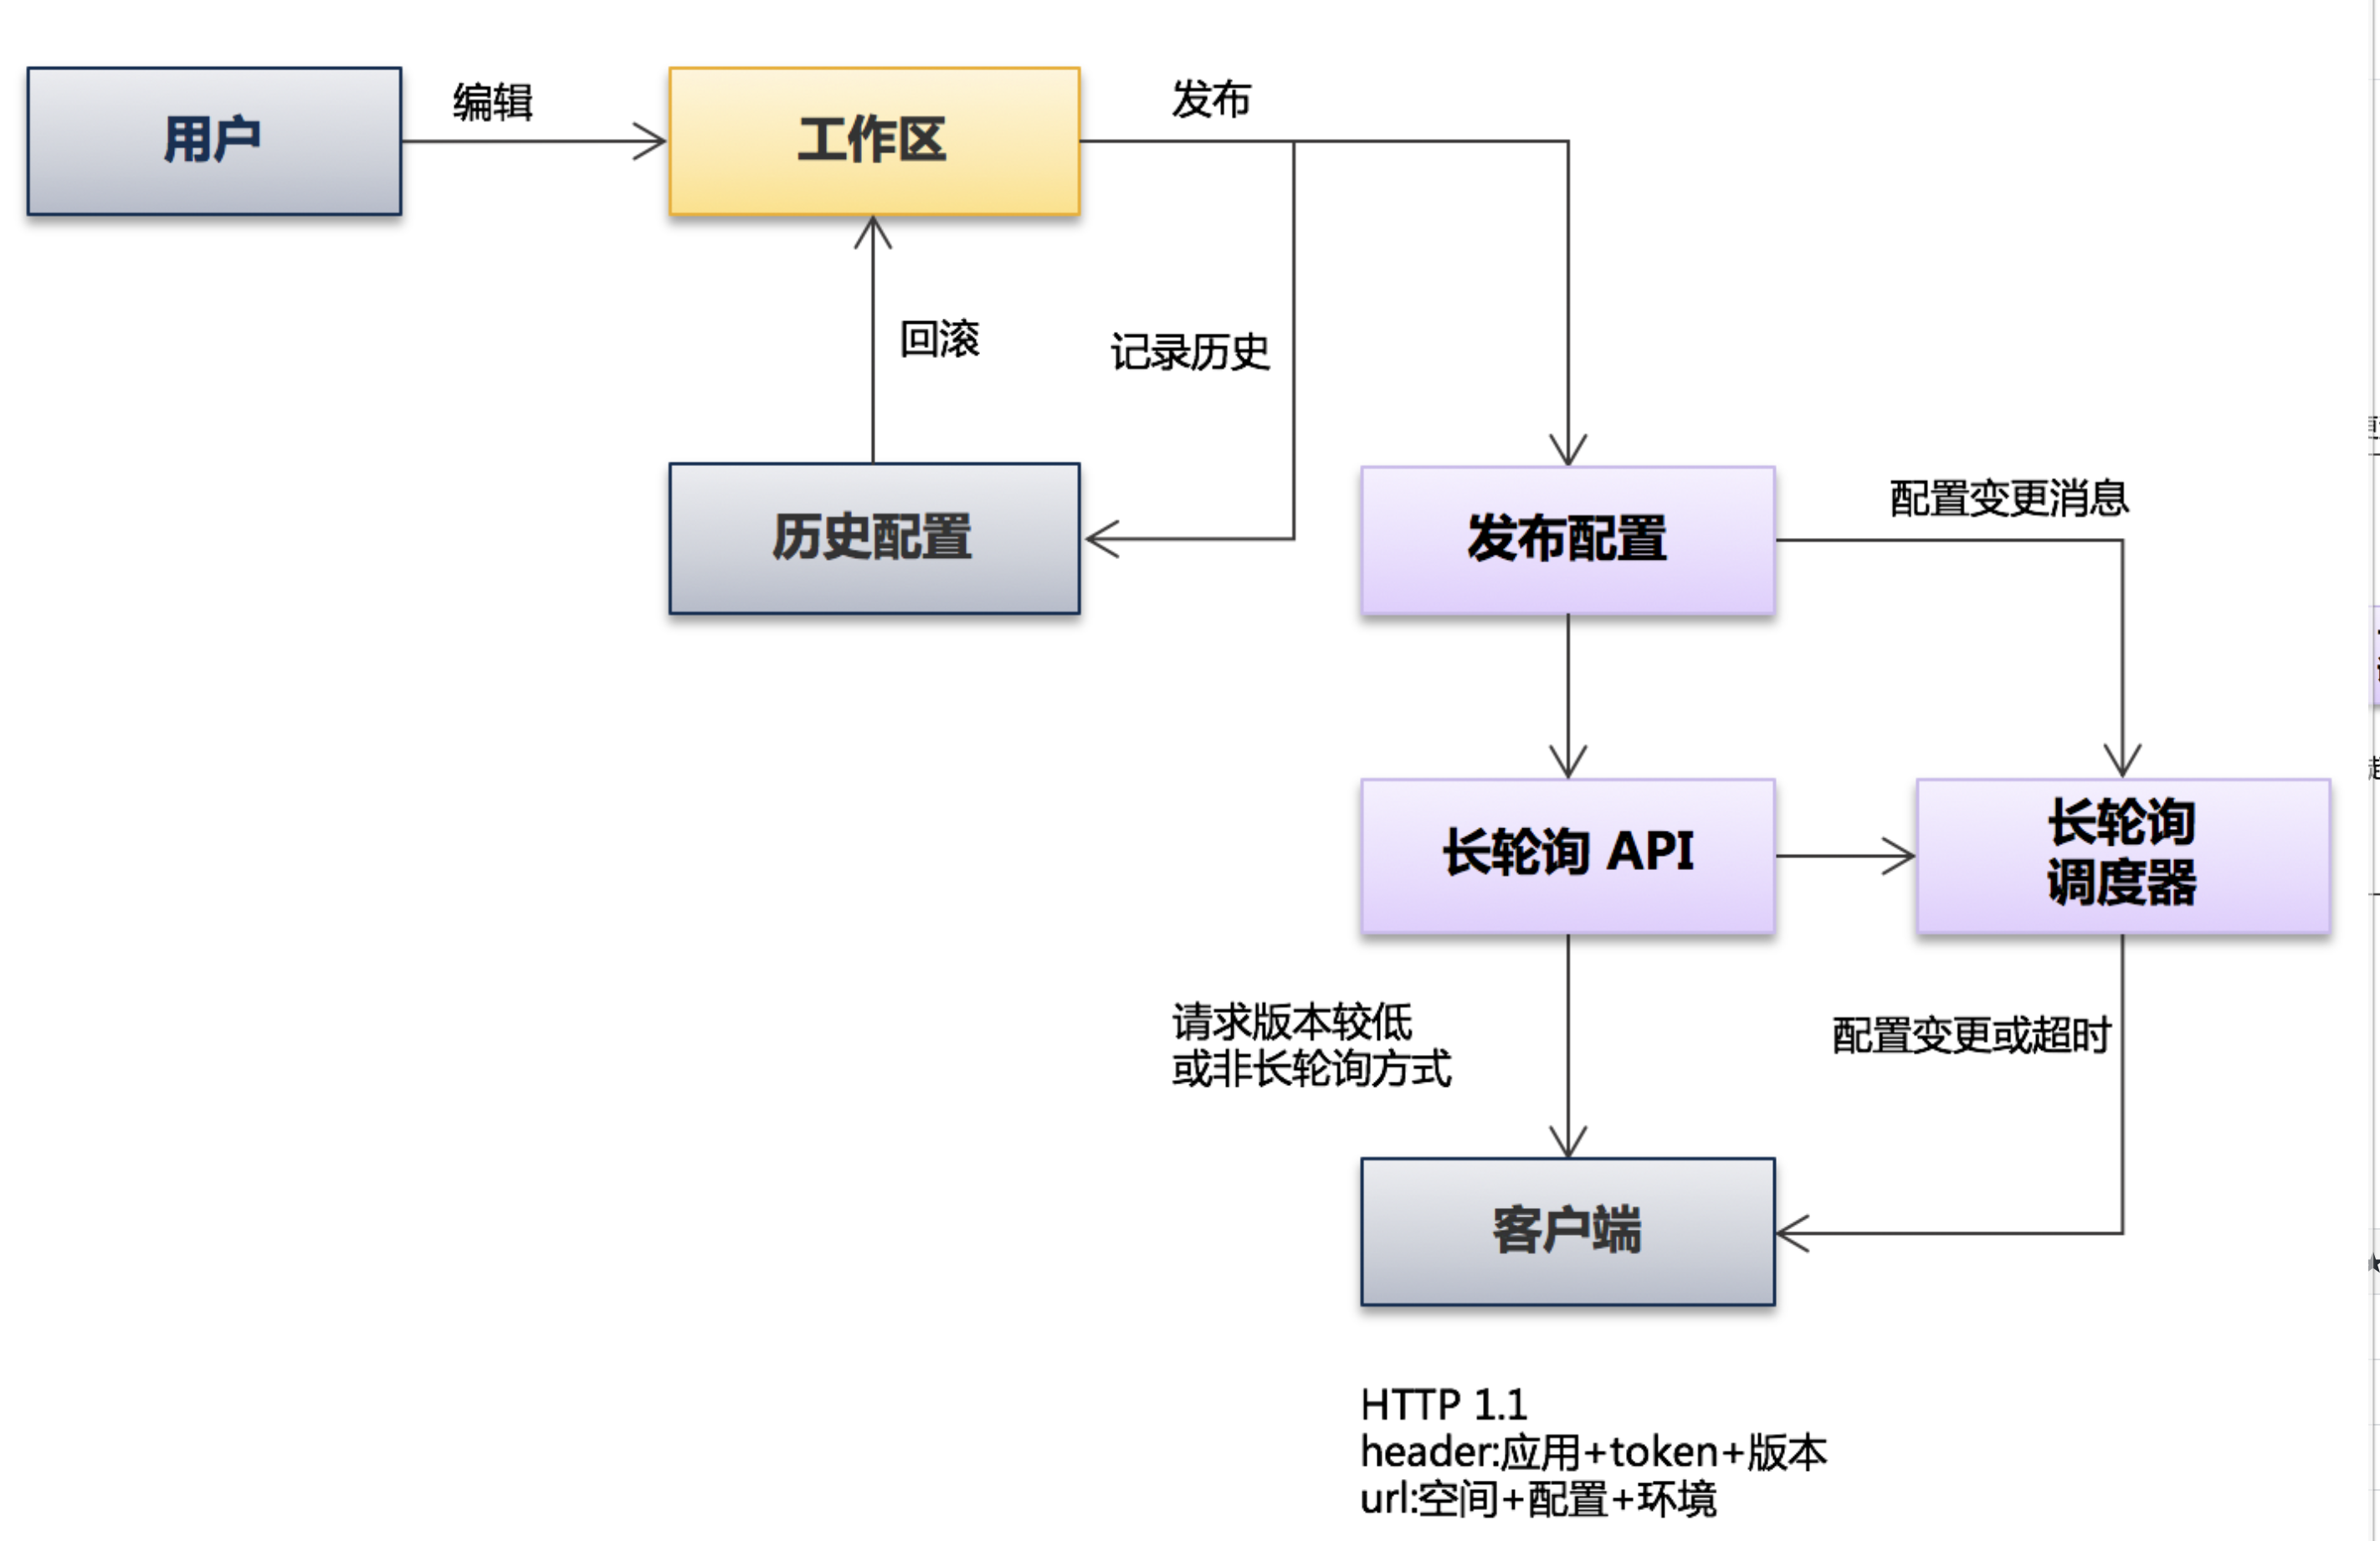 用户
编辑
工作区
发布
回滚
记录历史
历史配置
发布配置
配置变更消息
长轮询 API
长轮询
调度器
请求版本较低
或非长轮询方式
配置变更或超时
客户端
HTTP 1.1
header:应用+token+版本
url:空间+配置+环境